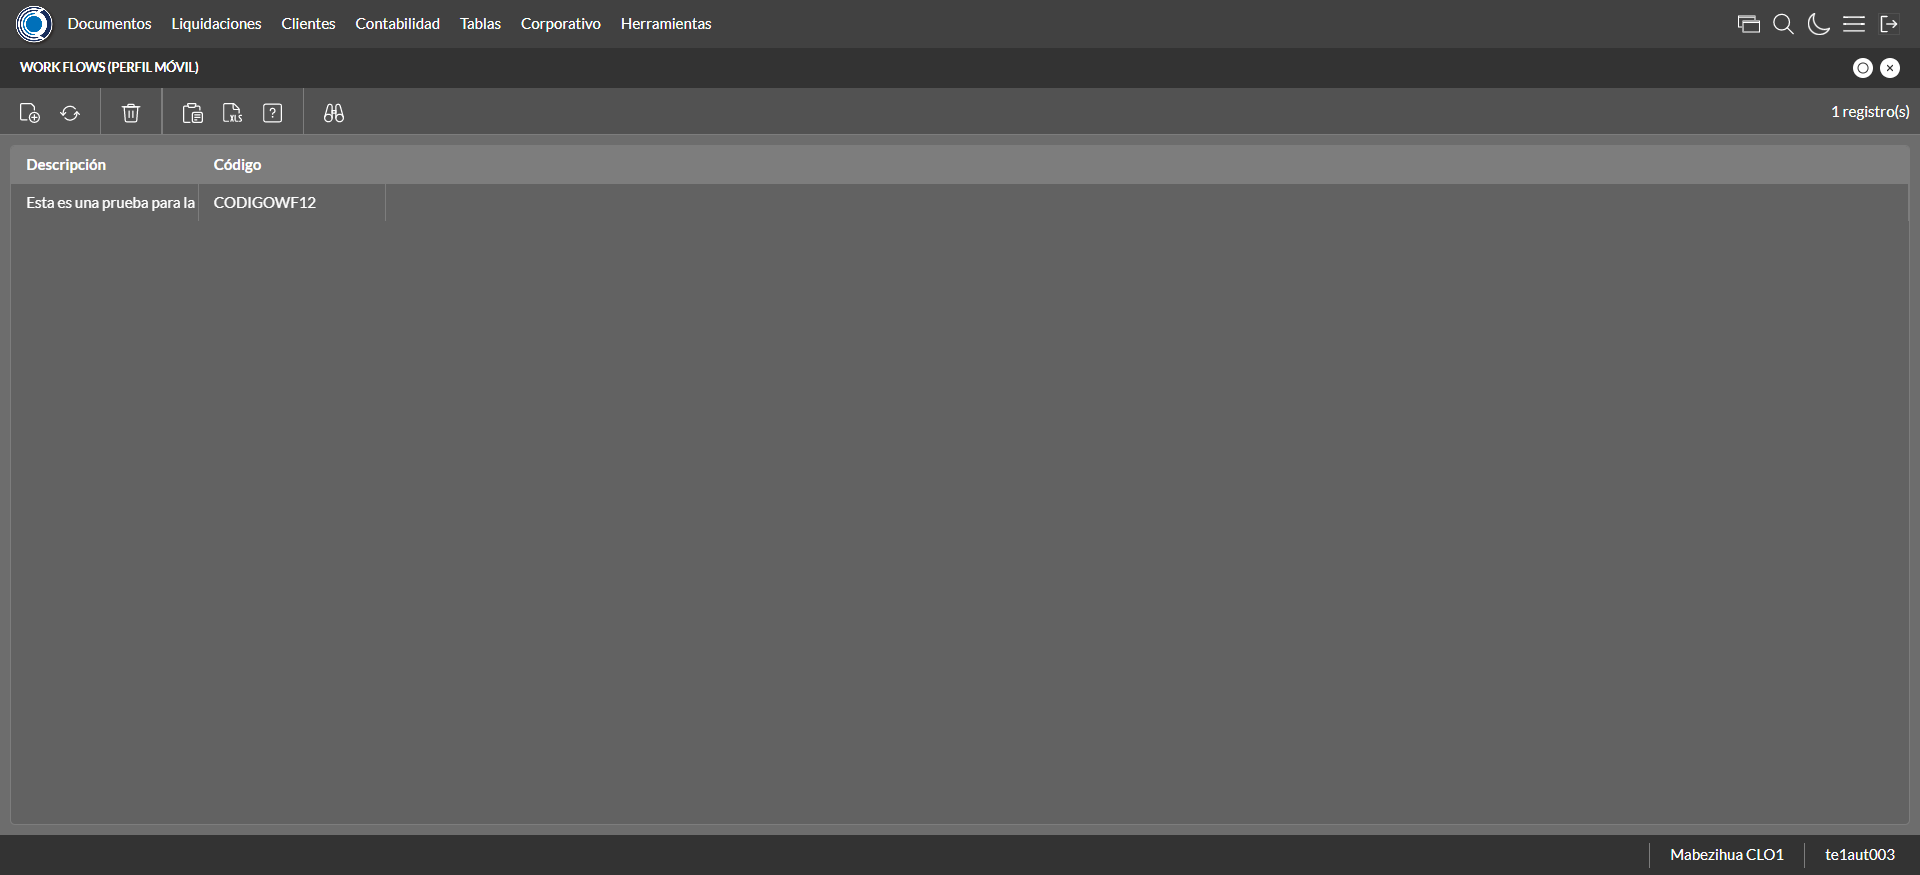 Documentos Liquidaciones Clientes Contabilidad Tablas Corporativo Herramientas
WORK FLOWS (PERFIL MÓVIL)
XLS ? 1 registro(s)
Descripción Código
Esta es una prueba para la CODIGOWF12
Mabezihua CLO1 te1aut003